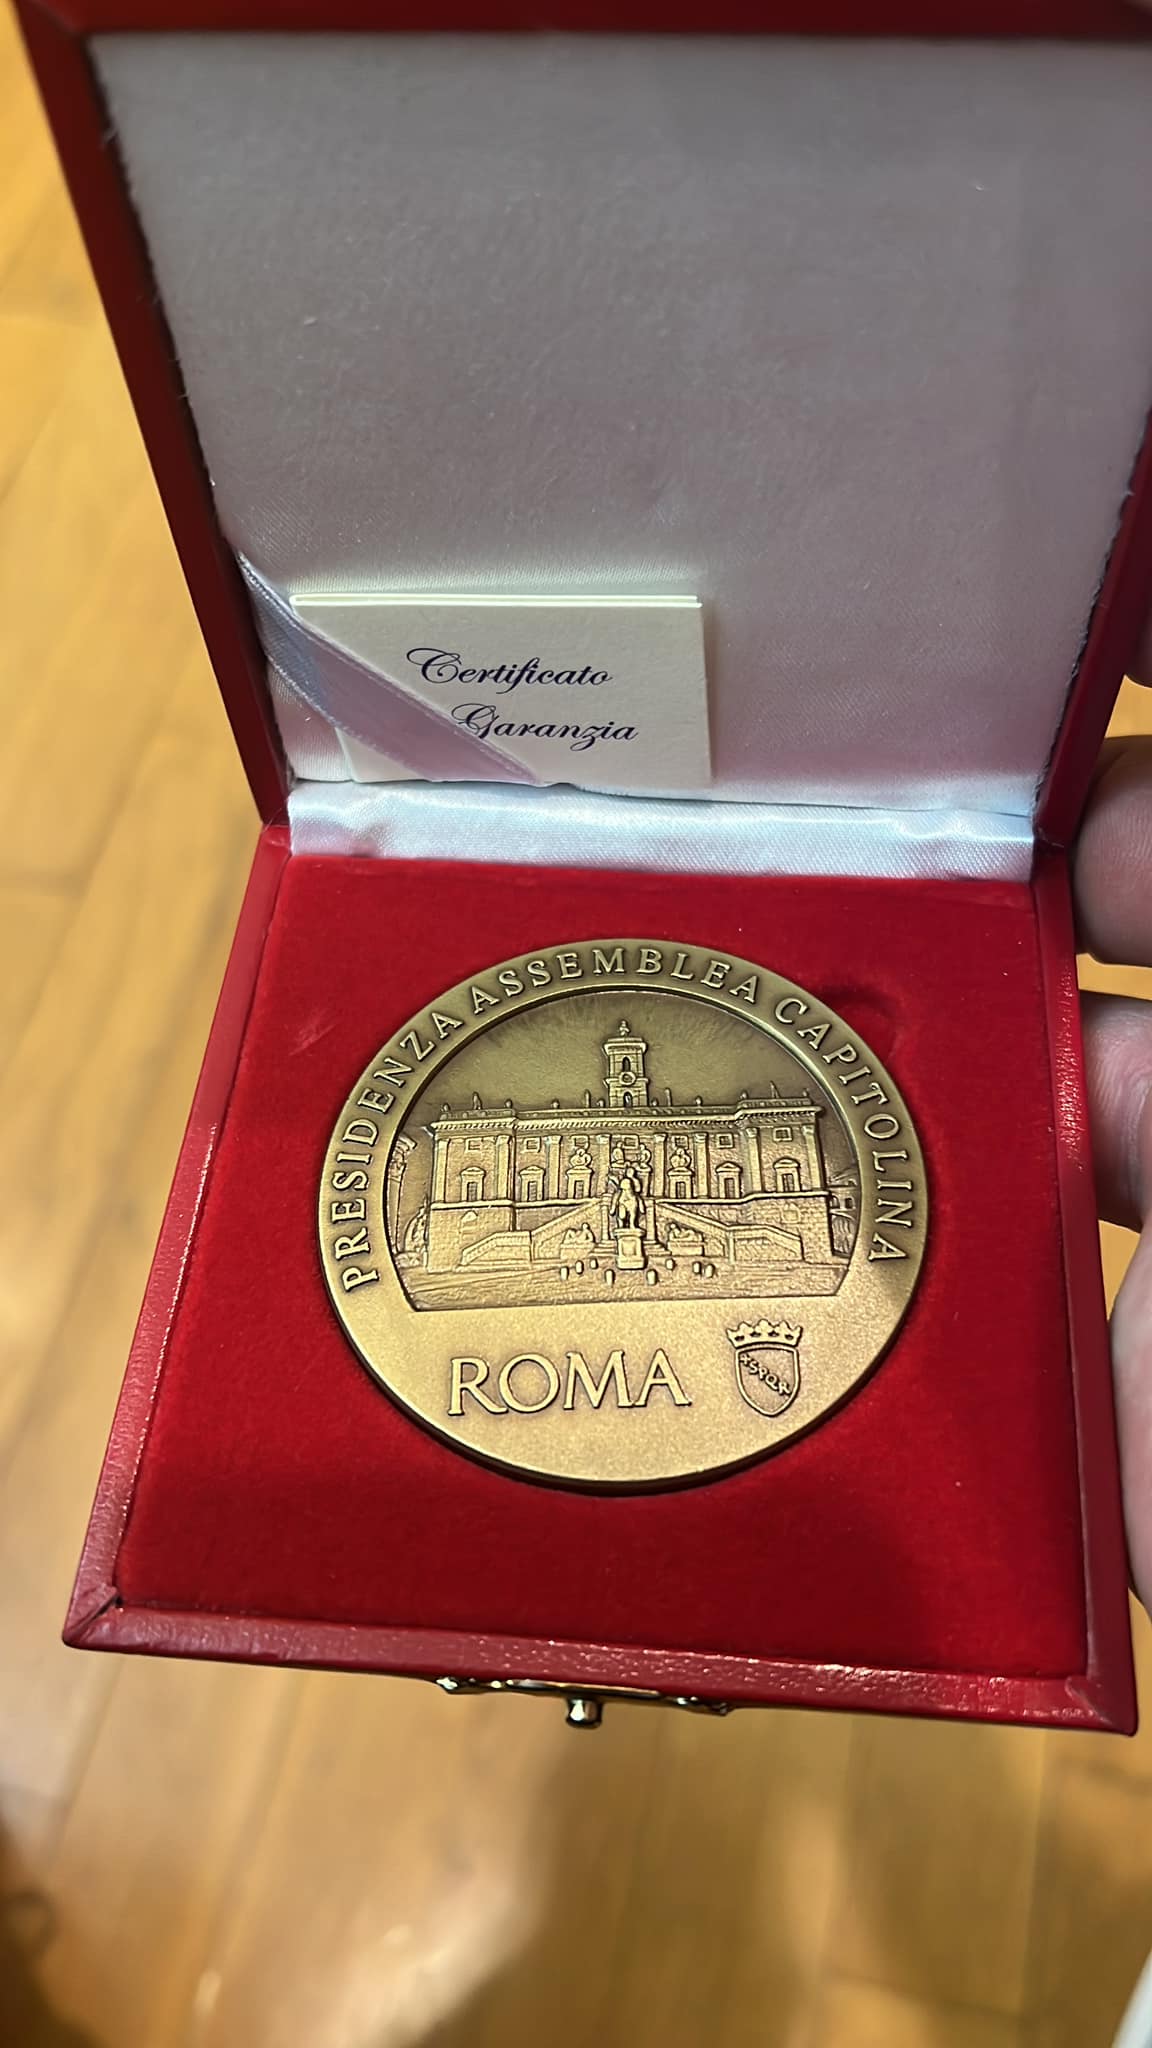 Certificato
Garanzia
PRESIDENZA ASSEMBLEA CAPITOLINA
ROMA
SPQR